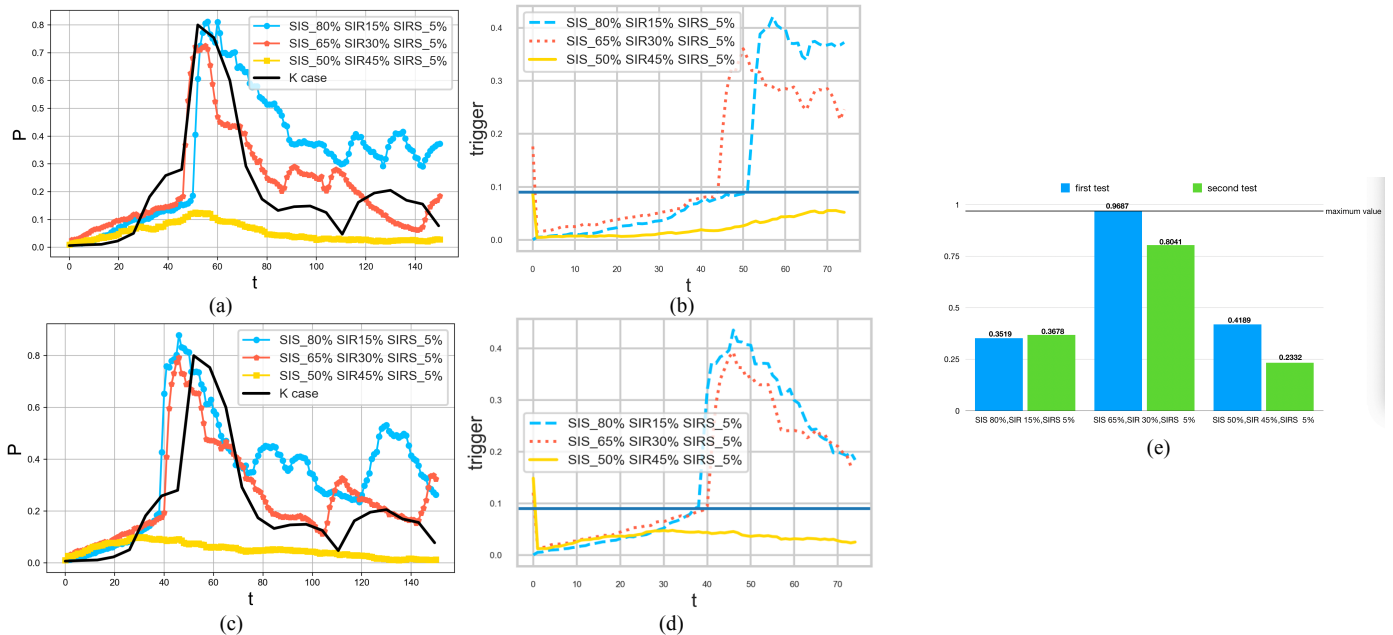 SIS_80% SIR15% SIRS_5%
SIS_65% SIR30% SIRS_5%
SIS_50% SIR45% SIRS_5%
K case
P
0.8
0.7
0.6
0.5
0.4
0.3
0.2
0.1
0.0
0 20 40 60 80 100 120 140
t
(a)
SIS_80% SIR15% SIRS_5%
SIS_65% SIR30% SIRS_5%
SIS_50% SIR45% SIRS_5%
trigger
0.4
0.3
0.2
0.1
0.0
0 10 20 30 40 50 60 70
t
(b)
SIS_80% SIR15% SIRS_5%
SIS_65% SIR30% SIRS_5%
SIS_50% SIR45% SIRS_5%
K case
P
0.8
0.6
0.4
0.2
0.0
0 20 40 60 80 100 120 140
t
(c)
SIS_80% SIR15% SIRS_5%
SIS_65% SIR30% SIRS_5%
SIS_50% SIR45% SIRS_5%
trigger
0.4
0.3
0.2
0.1
0.0
0 10 20 30 40 50 60 70
t
(d)
first test second test
1
0.75
0.5
0.25
0
maximum value
0.9687
0.8041
0.3519
0.3678
0.4189
0.2332
SIS 80%,SIR 15%,SIRS 5%
SIS 65%,SIR 30%,SIRS 5%
SIS 50%,SIR 45%,SIRS 5%
(e)